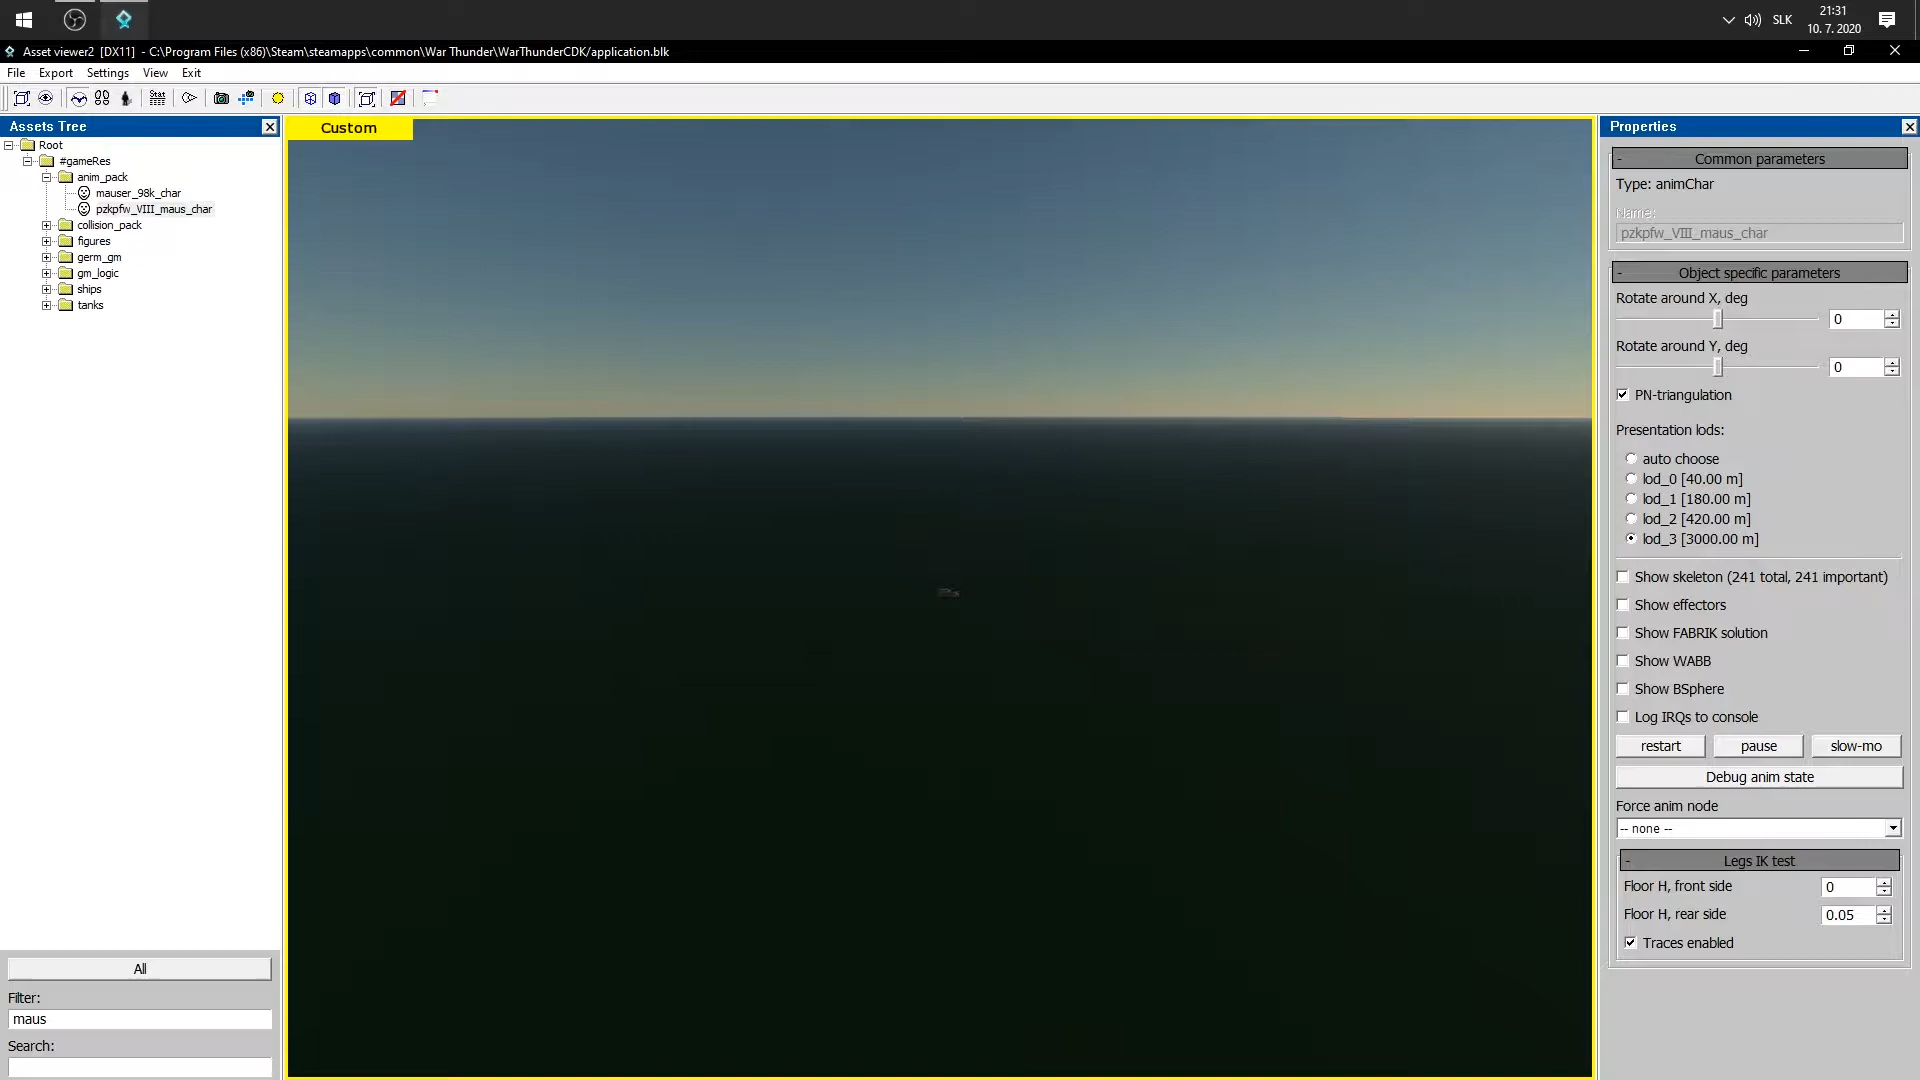 SLK
21:31
10. 7. 2020
Asset viewer2 [DX11] - C:\Program Files (x86)\Steam\steamapps\common\War Thunder\WarThunderCDK/application.blk
File Export Settings View Exit
Stat
Assets Tree
Root
#gameRes
anim_pack
mauser_98k_char
pzkpfw_VIII_maus_char
collision_pack
figures
germ_gm
gm_logic
ships
tanks
All
Filter:
maus
Search:
Custom
Properties
Common parameters
Type: animChar
Name:
pzkpfw_VIII_maus_char
Object specific parameters
Rotate around X, deg
0
Rotate around Y, deg
0
PN-triangulation
Presentation lods:
auto choose
lod_0 [40.00 m]
lod_1 [180.00 m]
lod_2 [420.00 m]
lod_3 [3000.00 m]
Show skeleton (241 total, 241 important)
Show effectors
Show FABRIK solution
Show WABB
Show BSphere
Log IRQs to console
restart pause slow-mo
Debug anim state
Force anim node
-- none --
Legs IK test
Floor H, front side 0
Floor H, rear side 0.05
Traces enabled